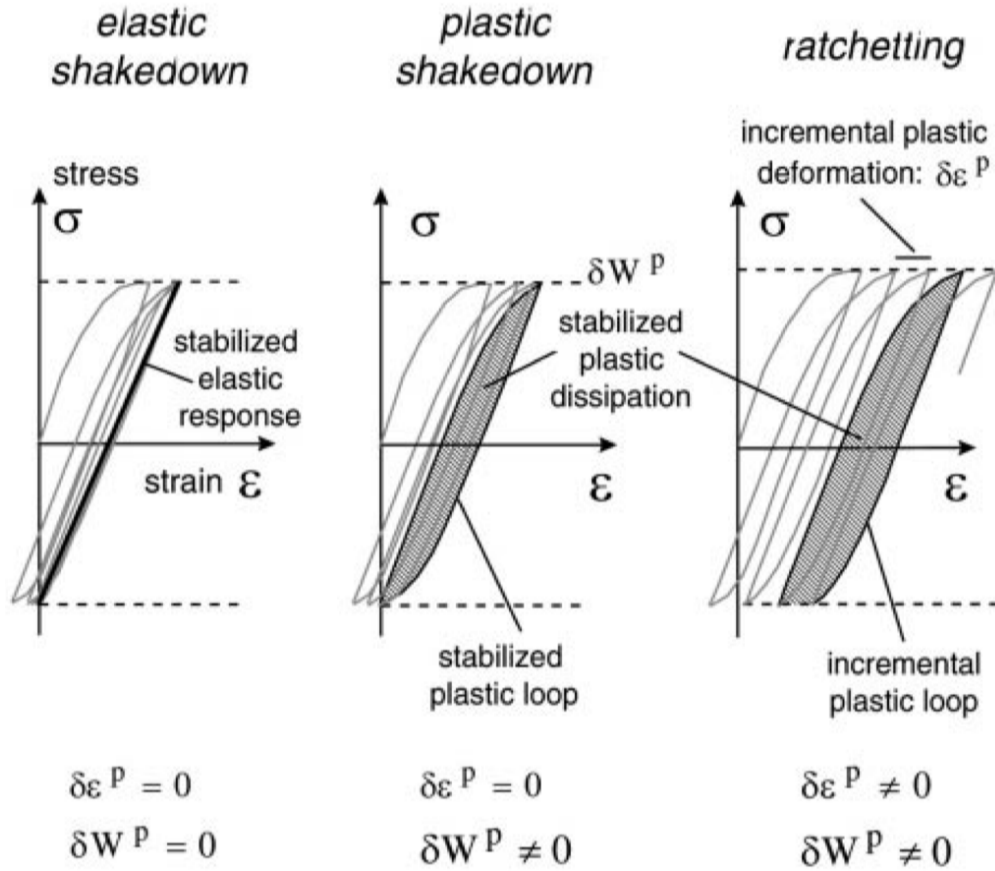 elastic
shakedown
stress
σ
stabilized
elastic
response
strain ε
δε p = 0
δW p = 0
plastic
shakedown
σ
δW p
stabilized
plastic
dissipation
ε
stabilized
plastic loop
δε p = 0
δW p ≠ 0
ratchetting
incremental plastic
deformation: δε p
σ
ε
incremental
plastic loop
δε p ≠ 0
δW p ≠ 0